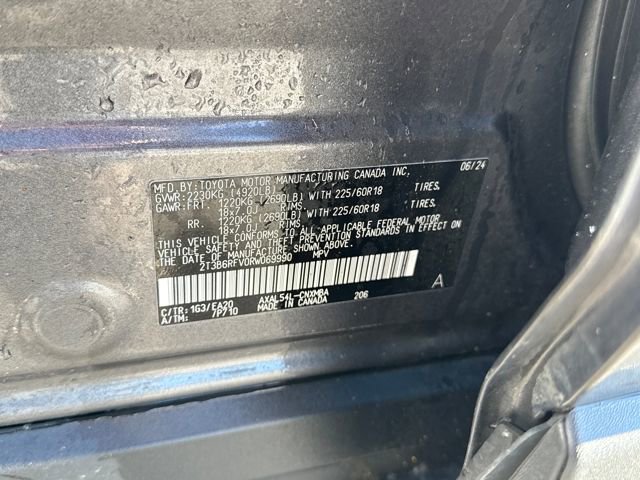 MFD. BY: TOYOTA MOTOR MANUFACTURING CANADA INC. 06/24
GVWR: 2230KG (4920LB)
GAWR: FRT. 1220KG (2690LB) WITH 225/60R18 TIRES.
18x7.0J RIMS.
RR. 1220KG (2690LB) WITH 225/60R18 TIRES.
18x7.0J RIMS.
THIS VEHICLE CONFORMS TO ALL APPLICABLE FEDERAL MOTOR
VEHICLE SAFETY AND THEFT PREVENTION STANDARDS IN EFFECT ON
THE DATE OF MANUFACTURE SHOWN ABOVE.
2T3B6RFV0RW069990 MPV
A
C/TR: 1G3/EA20 AXAL54L-CNXMBA 206
A/TM: 7P710 MADE IN CANADA